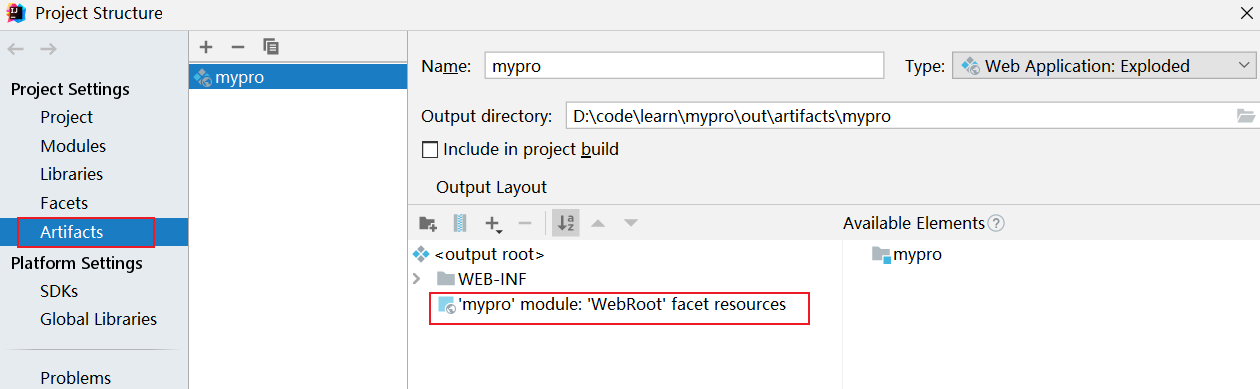 Project Structure
Project Settings
Project
Modules
Libraries
Facets
Artifacts
Platform Settings
SDKs
Global Libraries
Problems
mypro
Name: mypro
Type: Web Application: Exploded
Output directory: D:\code\learn\mypro\out\artifacts\mypro
Include in project build
Output Layout
Available Elements ?
<output root>
WEB-INF
'mypro' module: 'WebRoot' facet resources
mypro